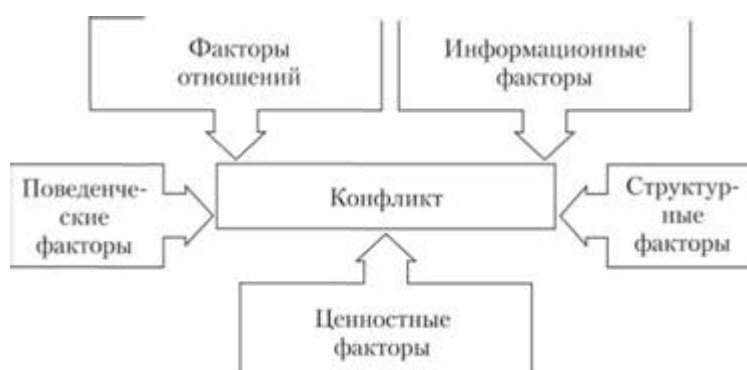 Факторы
отношений
Информационные
факторы
Поведенче-
ские
факторы
Конфликт
Структур-
ные
факторы
Ценностные
факторы